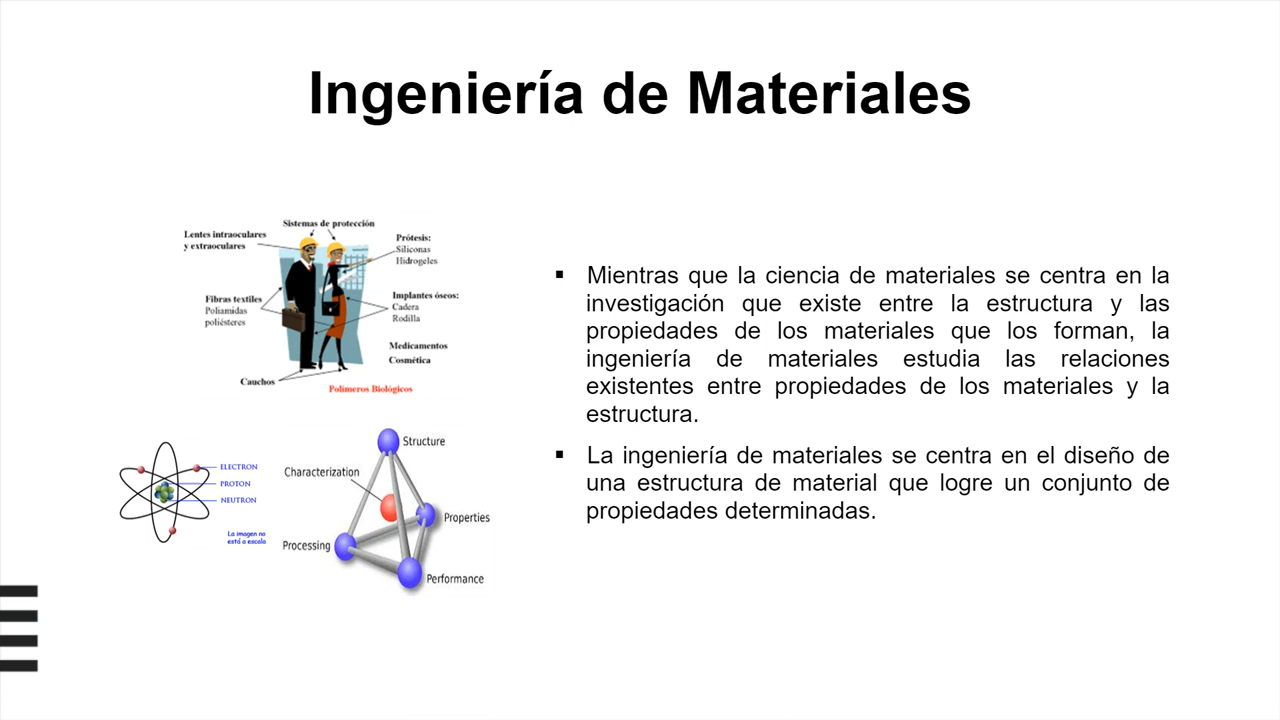 Ingeniería de Materiales
Sistemas de protección
Lentes intraoculares
y extraoculares
Prótesis:
Siliconas
Hidrogeles
Fibras textiles
Poliamidas
poliésteres
Implantes óseos:
Cadera
Rodilla
Medicamentos
Cosmética
Cauchos
Polímeros Biológicos
ELECTRON
PROTON
NEUTRON
La imagen no
está a escala
Structure
Characterization
Properties
Processing
Performance
▪ Mientras que la ciencia de materiales se centra en la
investigación que existe entre la estructura y las
propiedades de los materiales que los forman, la
ingeniería de materiales estudia las relaciones
existentes entre propiedades de los materiales y la
estructura.
▪ La ingeniería de materiales se centra en el diseño de
una estructura de material que logre un conjunto de
propiedades determinadas.